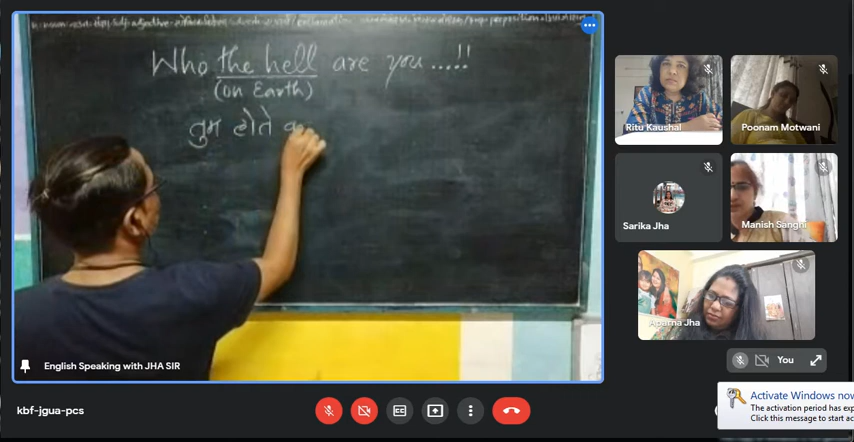 Who the hell are you.....!!
(on Earth)
तुम होते
Ritu Kaushal
Poonam Motwani
Sarika Jha
Manish Sanghi
Aparna Jha
English Speaking with JHA SIR
You
kbf-jgua-pcs
CC
Activate Windows now
The activation period has exp
Click this message to start ac